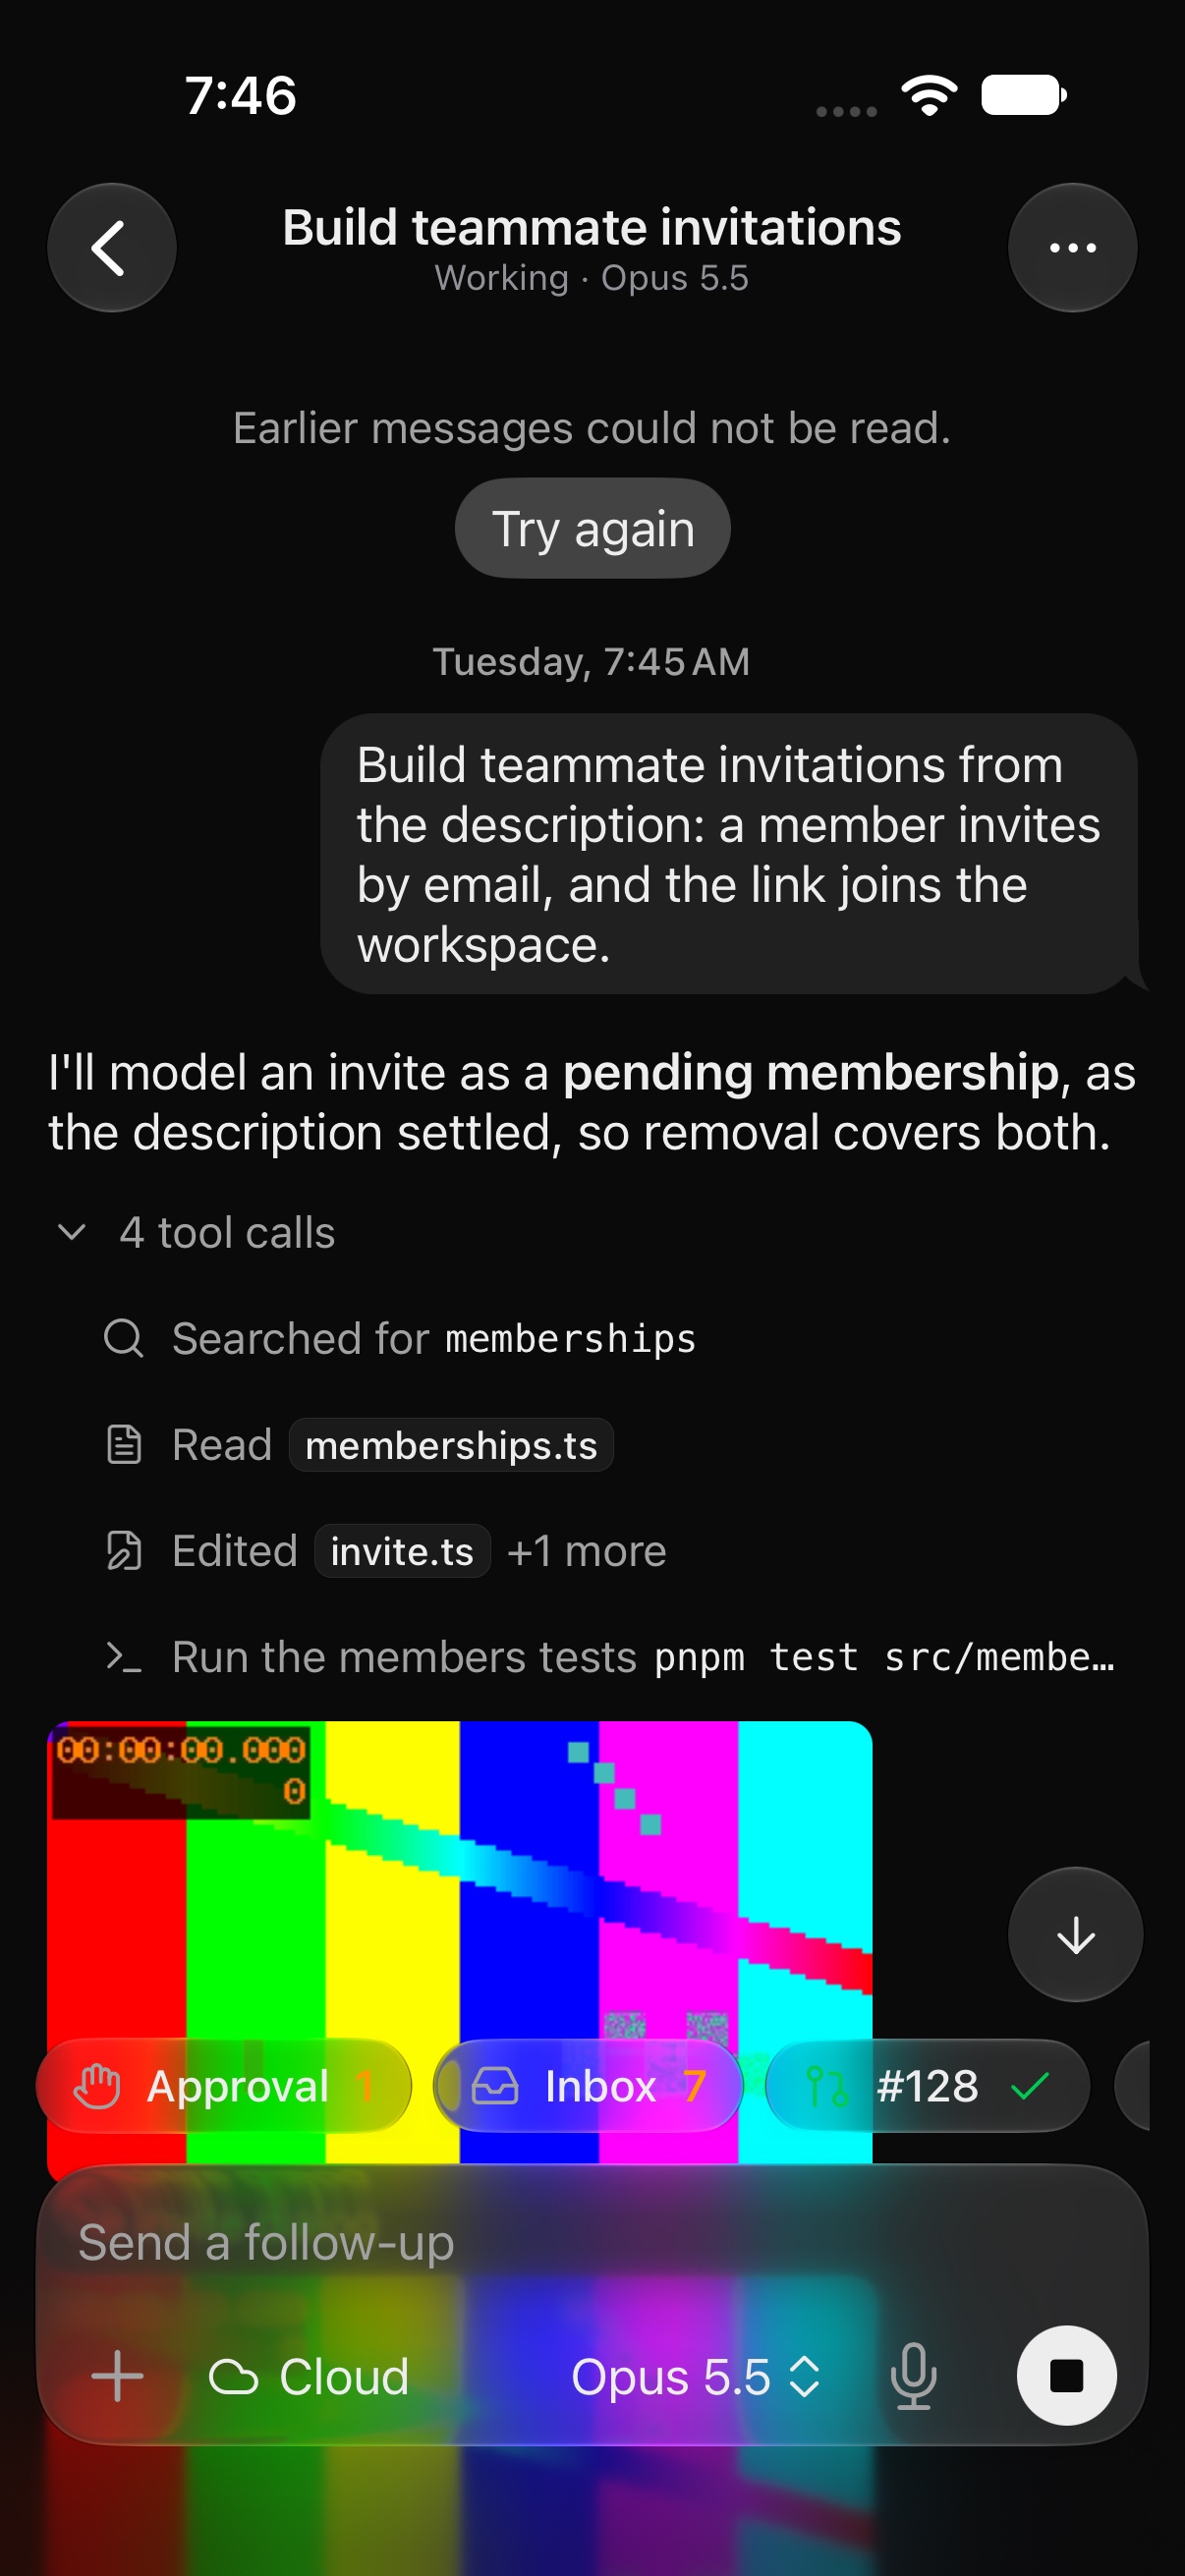 7:46
Build teammate invitations
Working · Opus 5.5
Earlier messages could not be read.
Try again
Tuesday, 7:45 AM
Build teammate invitations from
the description: a member invites
by email, and the link joins the
workspace.
I'll model an invite as a pending membership, as
the description settled, so removal covers both.
4 tool calls
Searched for memberships
Read memberships.ts
Edited invite.ts +1 more
Run the members tests pnpm test src/membe…
00:00:00.000
0
Approval 1
Inbox 7
#128
Send a follow-up
Cloud
Opus 5.5